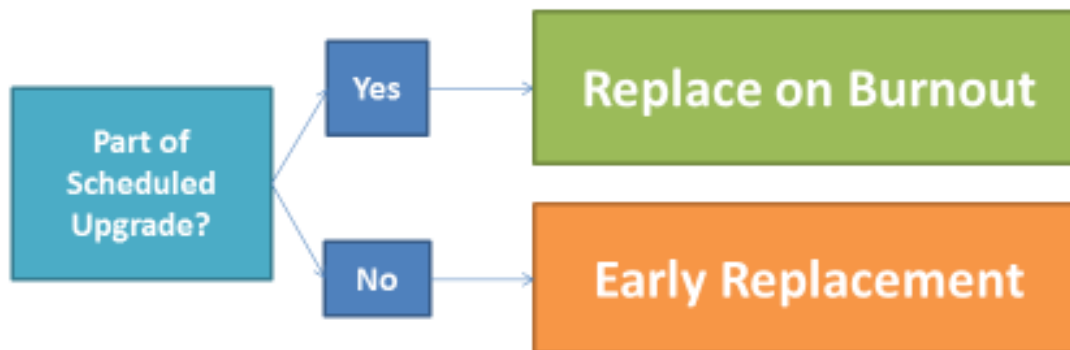 Part of
Scheduled
Upgrade?
Yes
Replace on Burnout
No
Early Replacement